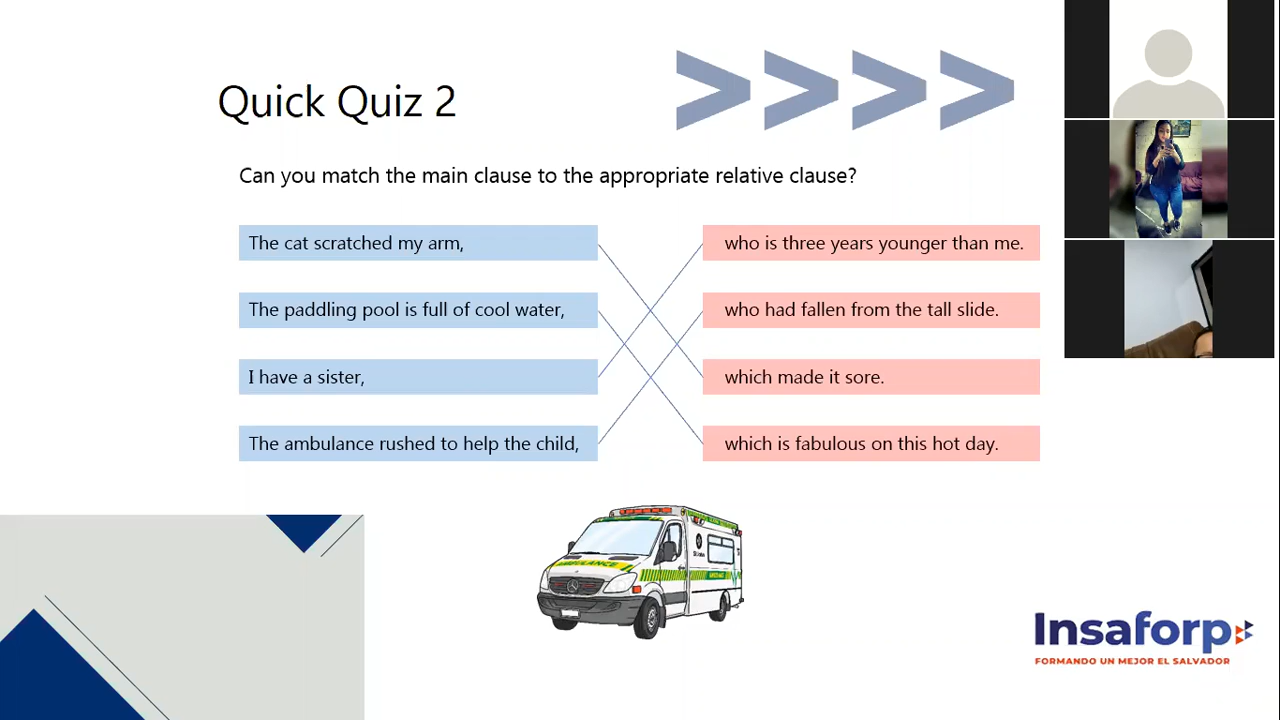 Quick Quiz 2
Can you match the main clause to the appropriate relative clause?
The cat scratched my arm,
who is three years younger than me.
The paddling pool is full of cool water,
who had fallen from the tall slide.
I have a sister,
which made it sore.
The ambulance rushed to help the child,
which is fabulous on this hot day.
AMBULANCE
Insaforp
FORMANDO UN MEJOR EL SALVADOR